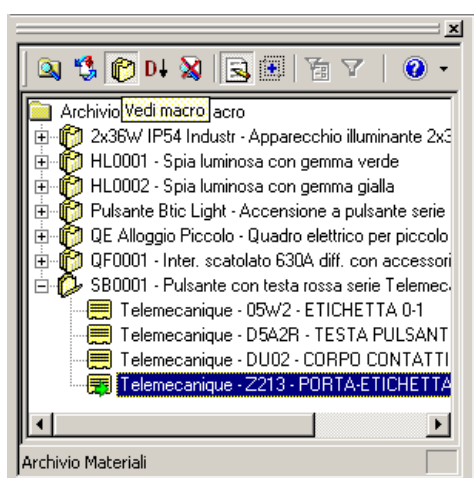 D
?
Archivio Vedi macro acro
2x36W IP54 Industr - Apparecchio illuminante 2x3
HL0001 - Spia luminosa con gemma verde
HL0002 - Spia luminosa con gemma gialla
Pulsante Btic Light - Accensione a pulsante serie
QE Alloggio Piccolo - Quadro elettrico per piccolo
QF0001 - Inter. scatolato 630A diff. con accessori
SB0001 - Pulsante con testa rossa serie Telemec
Telemecanique - 05W2 - ETICHETTA 0-1
Telemecanique - D5A2R - TESTA PULSANT
Telemecanique - DU02 - CORPO CONTATTI
Telemecanique - Z213 - PORTA-ETICHETTA
Archivio Materiali